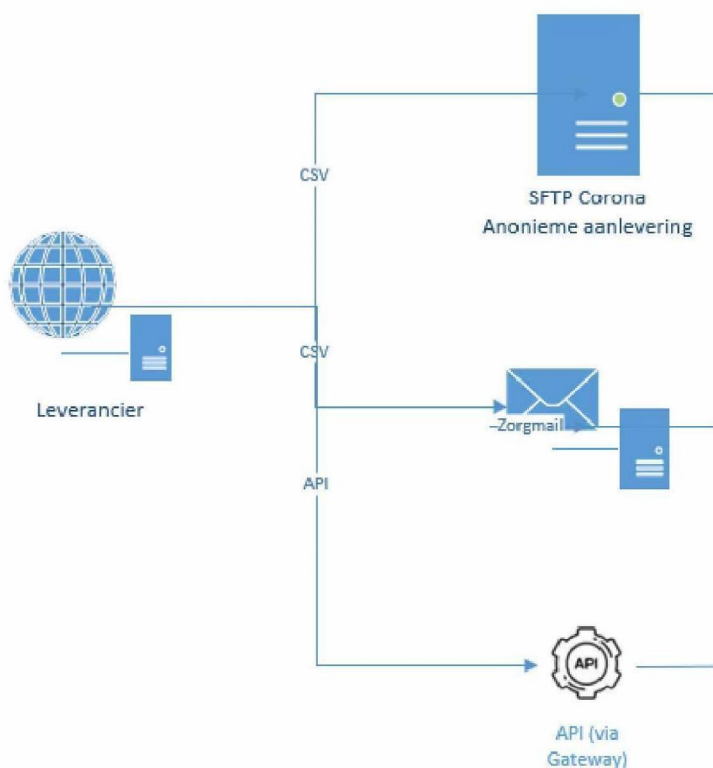 CSV
SFTP Corona
Anonieme aanlevering
CSV
Leverancier
Zorgmail
API
API
API (via
Gateway)